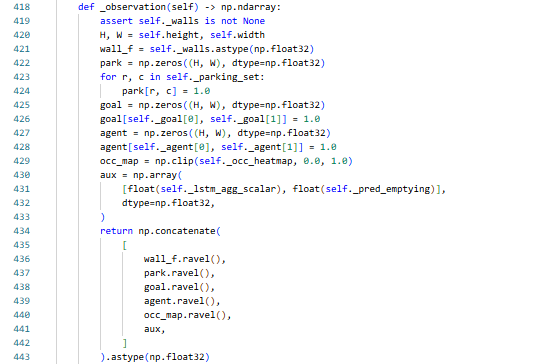 418 def _observation(self) -> np.ndarray:
419 assert self._walls is not None
420 H, W = self.height, self.width
421 wall_f = self._walls.astype(np.float32)
422 park = np.zeros((H, W), dtype=np.float32)
423 for r, c in self._parking_set:
424 park[r, c] = 1.0
425 goal = np.zeros((H, W), dtype=np.float32)
426 goal[self._goal[0], self._goal[1]] = 1.0
427 agent = np.zeros((H, W), dtype=np.float32)
428 agent[self._agent[0], self._agent[1]] = 1.0
429 occ_map = np.clip(self._occ_heatmap, 0.0, 1.0)
430 aux = np.array(
431 [float(self._lstm_agg_scalar), float(self._pred_emptying)],
432 dtype=np.float32,
433 )
434 return np.concatenate(
435 [
436 wall_f.ravel(),
437 park.ravel(),
438 goal.ravel(),
439 agent.ravel(),
440 occ_map.ravel(),
441 aux,
442 ]
443 ).astype(np.float32)